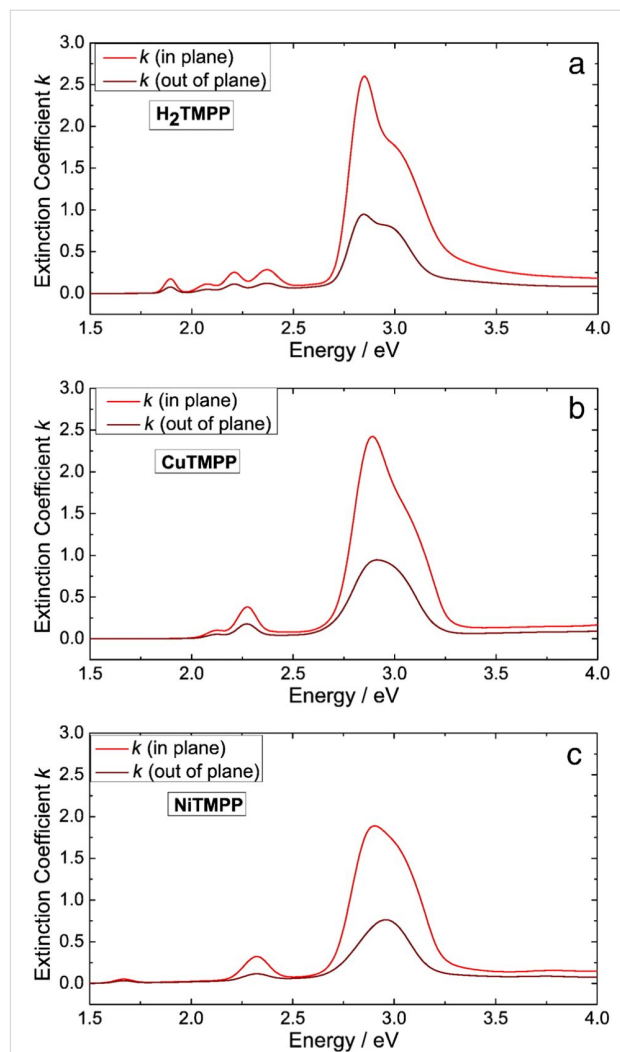 3.0
2.5
2.0
1.5
1.0
0.5
0.0
Extinction Coefficient k
k (in plane)
k (out of plane)
H2TMPP
a
1.5 2.0 2.5 3.0 3.5 4.0
Energy / eV
3.0
2.5
2.0
1.5
1.0
0.5
0.0
Extinction Coefficient k
k (in plane)
k (out of plane)
CuTMPP
b
1.5 2.0 2.5 3.0 3.5 4.0
Energy / eV
3.0
2.5
2.0
1.5
1.0
0.5
0.0
Extinction Coefficient k
k (in plane)
k (out of plane)
NiTMPP
c
1.5 2.0 2.5 3.0 3.5 4.0
Energy / eV